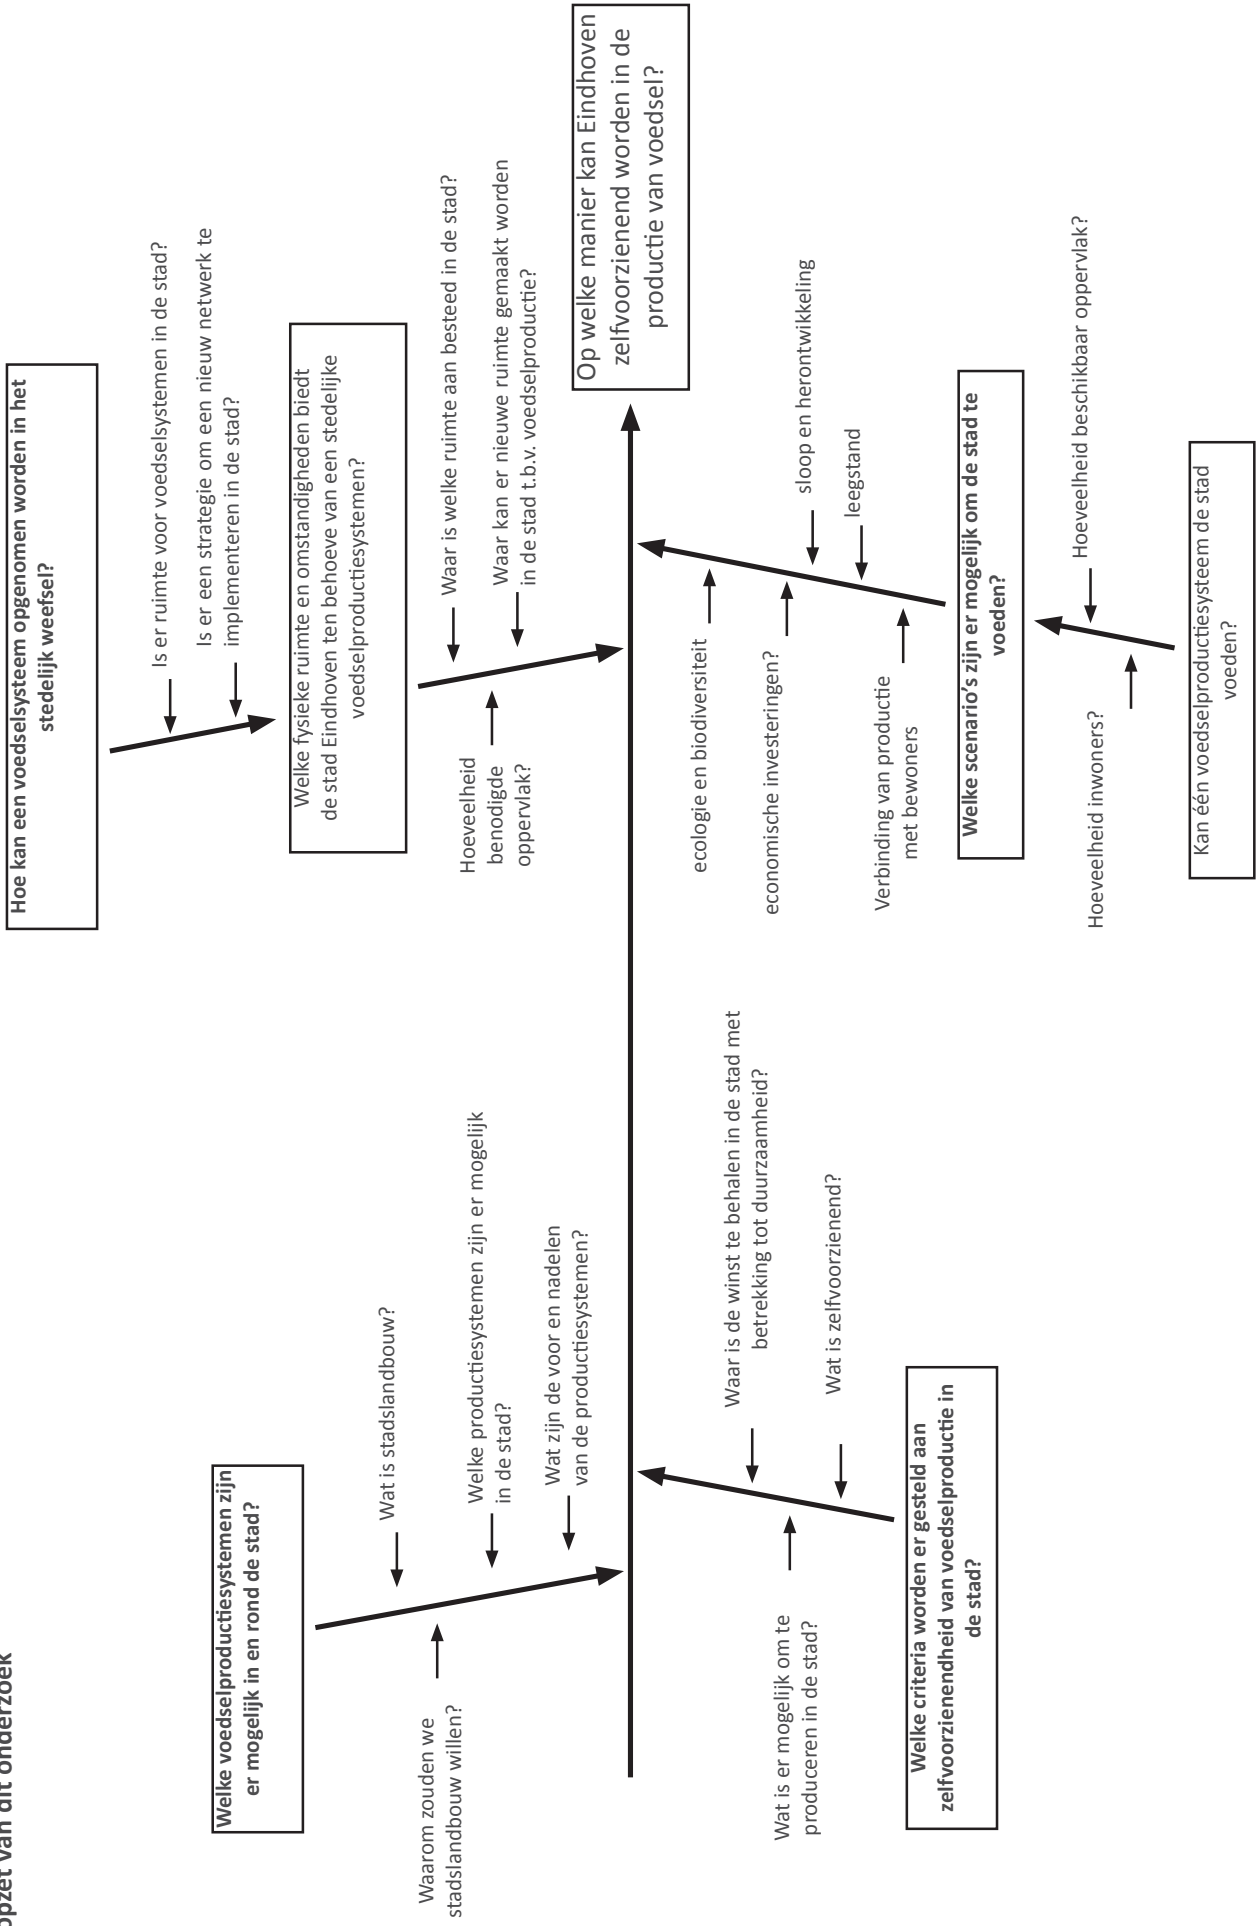 opzet van dit onderzoek
Welke voedselproductiesystemen zijn
er mogelijk in en rond de stad?
Waarom zouden we
stadslandbouw willen?
Wat is stadslandbouw?
Welke productiesystemen zijn er mogelijk
in de stad?
Wat zijn de voor en nadelen
van de productiesystemen?
Hoe kan een voedselsysteem opgenomen worden in het
stedelijk weefsel?
Is er ruimte voor voedselsystemen in de stad?
Is er een strategie om een nieuw netwerk te
implementeren in de stad?
Welke fysieke ruimte en omstandigheden biedt
de stad Eindhoven ten behoeve van een stedelijke
voedselproductiesystemen?
Hoeveelheid
benodigde
oppervlak?
Waar is welke ruimte aan besteed in de stad?
Waar kan er nieuwe ruimte gemaakt worden
in de stad t.b.v. voedselproductie?
Op welke manier kan Eindhoven
zelfvoorzienend worden in de
productie van voedsel?
Waar is de winst te behalen in de stad met
betrekking tot duurzaamheid?
Wat is er mogelijk om te
produceren in de stad?
Wat is zelfvoorzienend?
Welke criteria worden er gesteld aan
zelfvoorzienendheid van voedselproductie in
de stad?
ecologie en biodiversiteit
economische investeringen?
sloop en herontwikkeling
leegstand
Verbinding van productie
met bewoners
Welke scenario's zijn er mogelijk om de stad te
voeden?
Hoeveelheid inwoners?
Hoeveelheid beschikbaar oppervlak?
Kan één voedselproductiesysteem de stad
voeden?